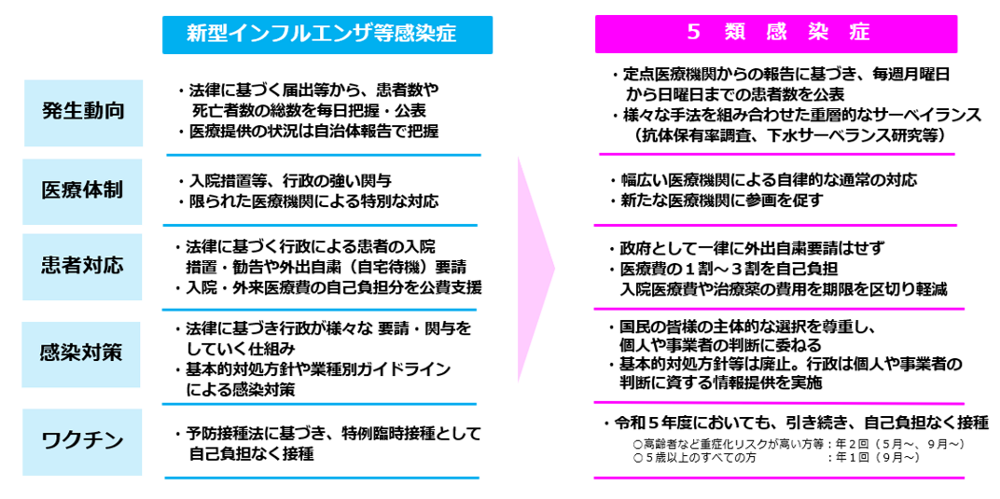 新型インフルエンザ等感染症
５類感染症
発生動向
・法律に基づく届出等から、患者数や
死亡者数の総数を毎日把握・公表
・医療提供の状況は自治体報告で把握
・定点医療機関からの報告に基づき、毎週月曜日
から日曜日までの患者数を公表
・様々な手法を組み合わせた重層的なサーベイランス
（抗体保有率調査、下水サーベランス研究等）
医療体制
・入院措置等、行政の強い関与
・限られた医療機関による特別な対応
・幅広い医療機関による自律的な通常の対応
・新たな医療機関に参画を促す
患者対応
・法律に基づく行政による患者の入院
措置・勧告や外出自粛（自宅待機）要請
・入院・外来医療費の自己負担分を公費支援
・政府として一律に外出自粛要請はせず
・医療費の１割～３割を自己負担
入院医療費や治療薬の費用を期限を区切り軽減
感染対策
・法律に基づき行政が様々な 要請・関与を
していく仕組み
・基本的対処方針や業種別ガイドライン
による感染対策
・国民の皆様の主体的な選択を尊重し、
個人や事業者の判断に委ねる
・基本的対処方針等は廃止。行政は個人や事業者の
判断に資する情報提供を実施
ワクチン
・予防接種法に基づき、特例臨時接種として
自己負担なく接種
・令和５年度においても、引き続き、自己負担なく接種
○高齢者など重症化リスクが高い方等：年２回（５月～、９月～）
○５歳以上のすべての方　　　　　　：年１回（９月～）